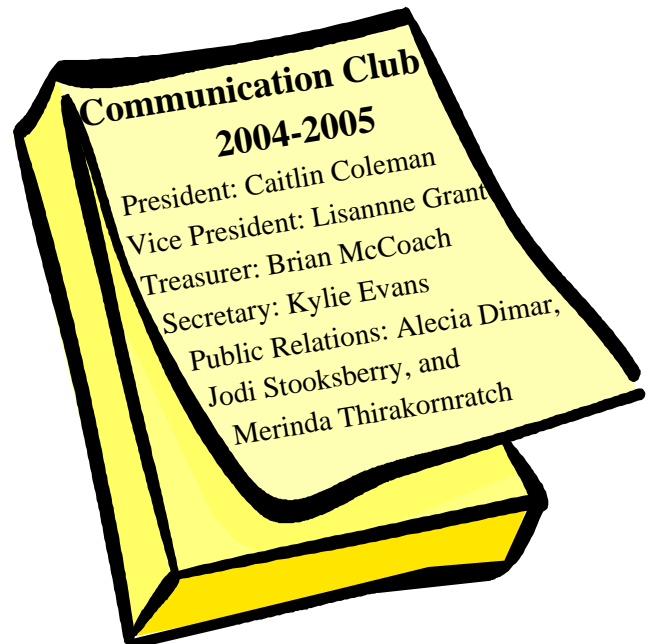 Communication Club
2004-2005
President: Caitlin Coleman
Vice President: Lisannne Grant
Treasurer: Brian McCoach
Secretary: Kylie Evans
Public Relations: Alecia Dimar,
Jodi Stooksberry, and
Merinda Thirakornratch